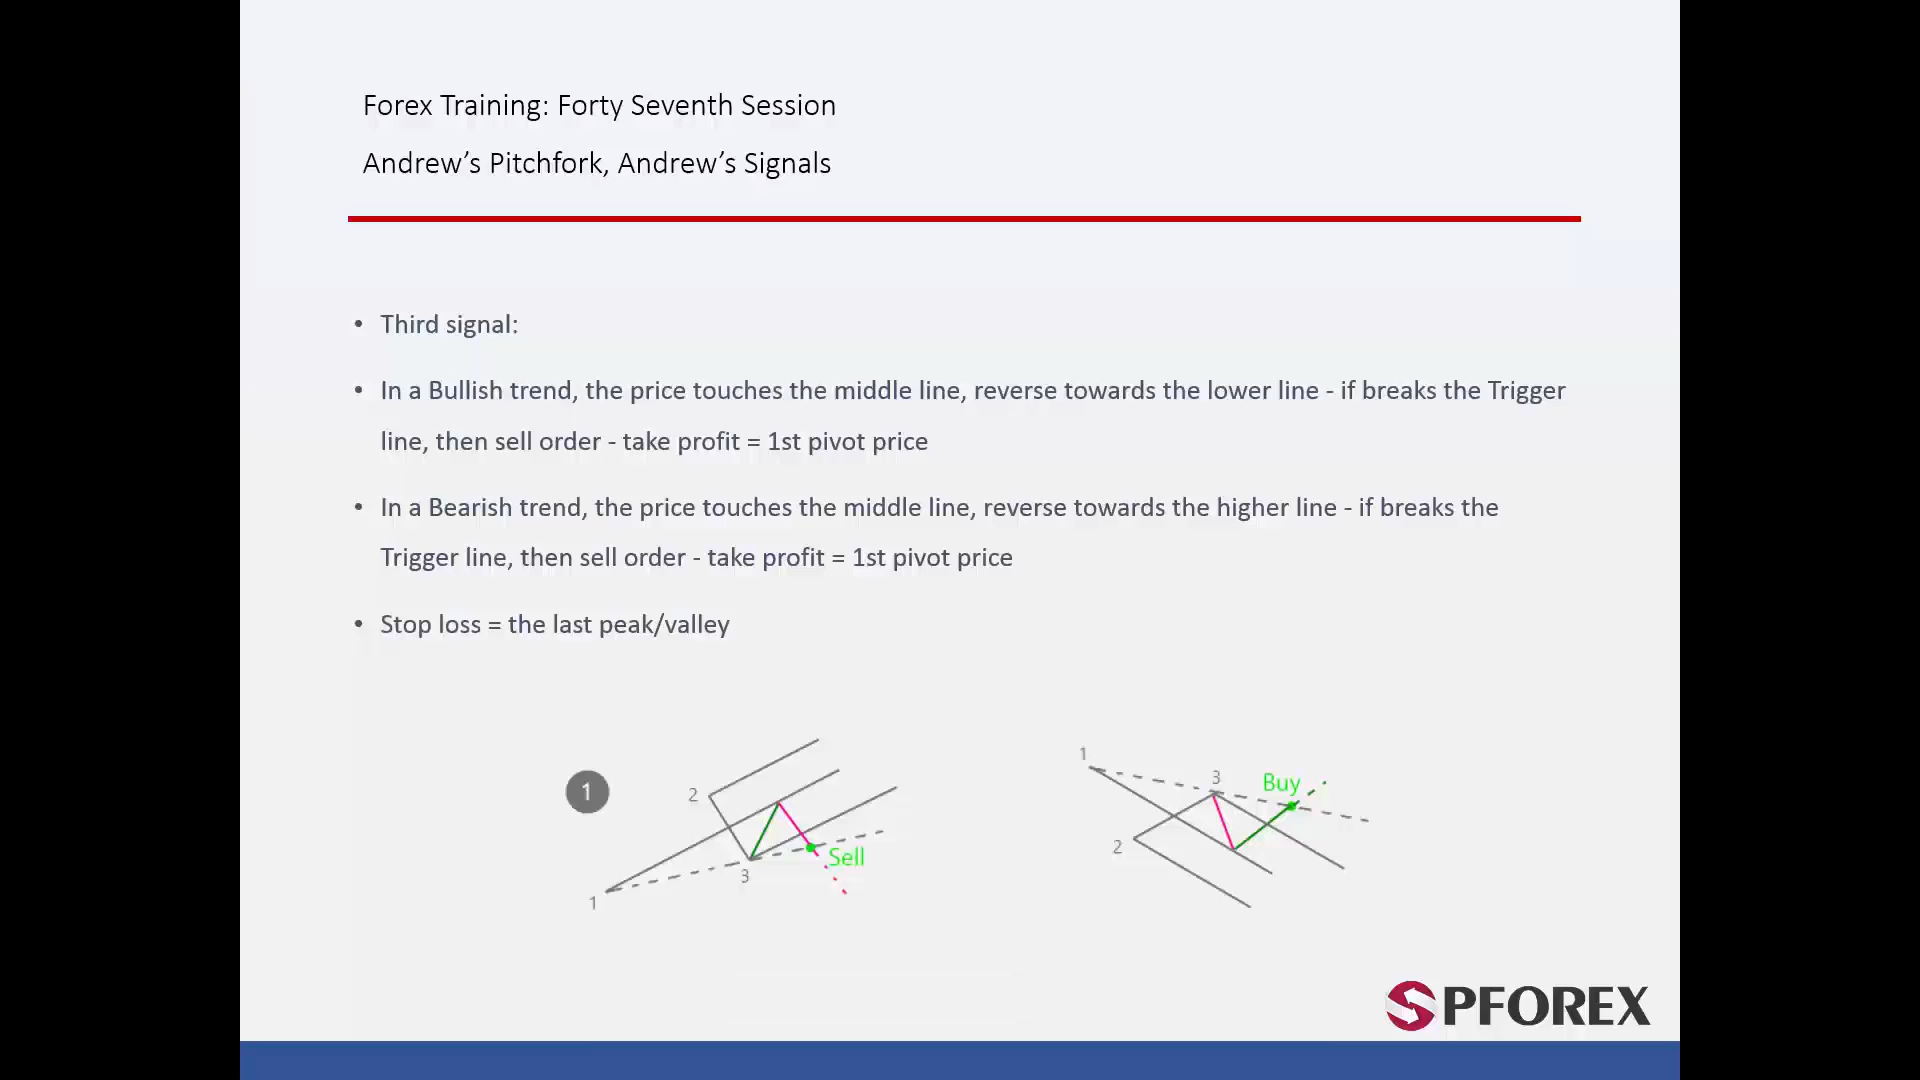 Forex Training: Forty Seventh Session
Andrew’s Pitchfork, Andrew’s Signals
• Third signal:
• In a Bullish trend, the price touches the middle line, reverse towards the lower line - if breaks the Trigger
line, then sell order - take profit = 1st pivot price
• In a Bearish trend, the price touches the middle line, reverse towards the higher line - if breaks the
Trigger line, then sell order - take profit = 1st pivot price
• Stop loss = the last peak/valley
1
2
3
1
Sell
1
2
3
Buy
SPFOREX